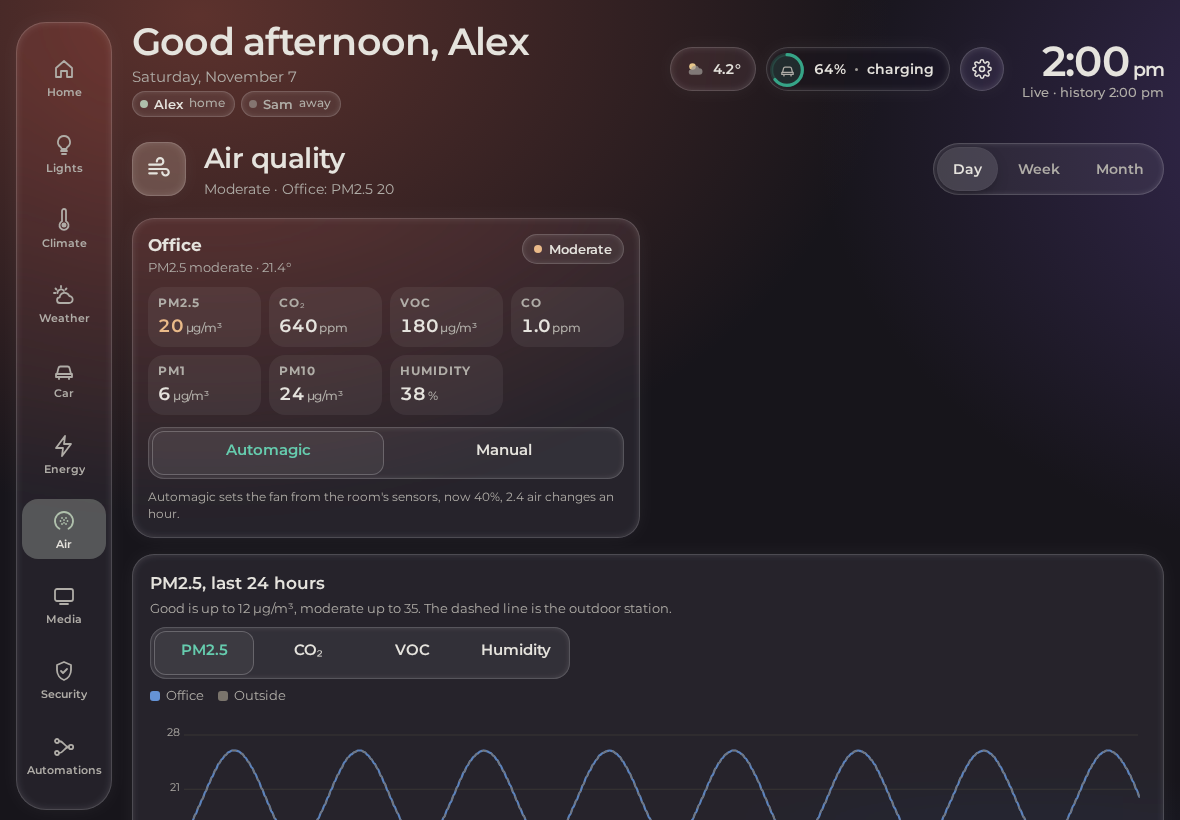 Good afternoon, Alex
Saturday, November 7
Alex home
Sam away
4.2°
64% · charging
2:00 pm
Live · history 2:00 pm
Home
Lights
Climate
Weather
Car
Energy
Air
Media
Security
Automations
Air quality
Moderate · Office: PM2.5 20
Day
Week
Month
Office
PM2.5 moderate · 21.4°
Moderate
PM2.5
20 µg/m³
CO₂
640 ppm
VOC
180 µg/m³
CO
1.0 ppm
PM1
6 µg/m³
PM10
24 µg/m³
HUMIDITY
38 %
Automagic
Manual
Automagic sets the fan from the room's sensors, now 40%, 2.4 air changes an
hour.
PM2.5, last 24 hours
Good is up to 12 µg/m³, moderate up to 35. The dashed line is the outdoor station.
PM2.5
CO₂
VOC
Humidity
Office
Outside
28
21